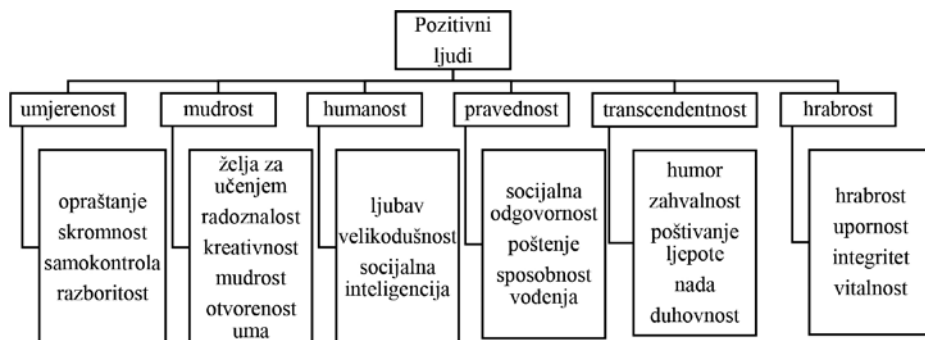 Pozitivni
ljudi
umjerenost
mudrost
humanost
pravednost
transcendentnost
hrabrost
opraštanje
skromnost
samokontrola
razboritost
želja za
učenjem
radoznalost
kreativnost
mudrost
otvorenost
uma
ljubav
velikodušnost
socijalna
inteligencija
socijalna
odgovornost
poštenje
sposobnost
vođenja
humor
zahvalnost
poštivanje
ljepote
nada
duhovnost
hrabrost
upornost
integritet
vitalnost